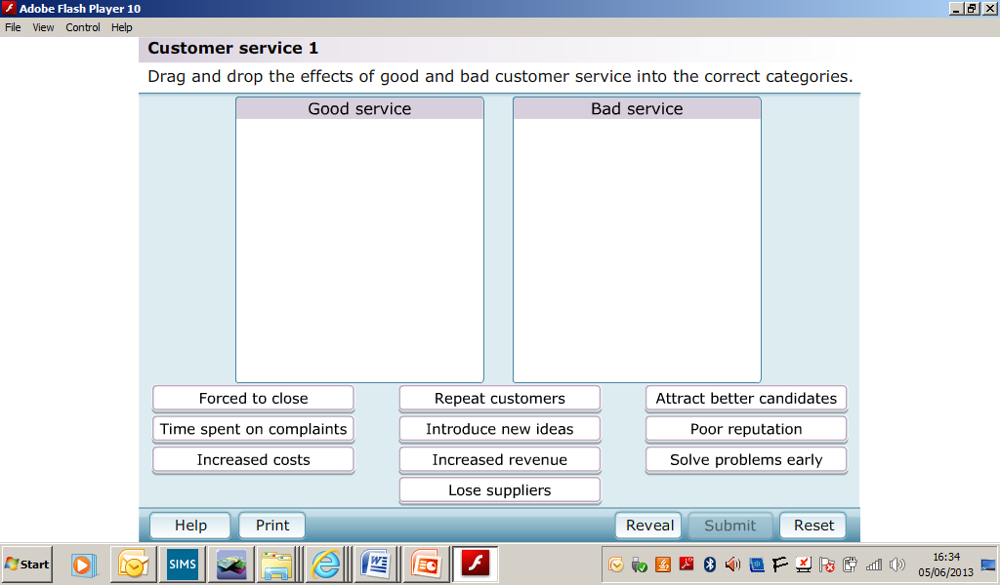 Adobe Flash Player 10
File View Control Help
Customer service 1
Drag and drop the effects of good and bad customer service into the correct categories.
Good service Bad service
Forced to close Repeat customers Attract better candidates
Time spent on complaints Introduce new ideas Poor reputation
Increased costs Increased revenue Solve problems early
Lose suppliers
Help Print Reveal Submit Reset
Start SIMS 16:34
05/06/2013